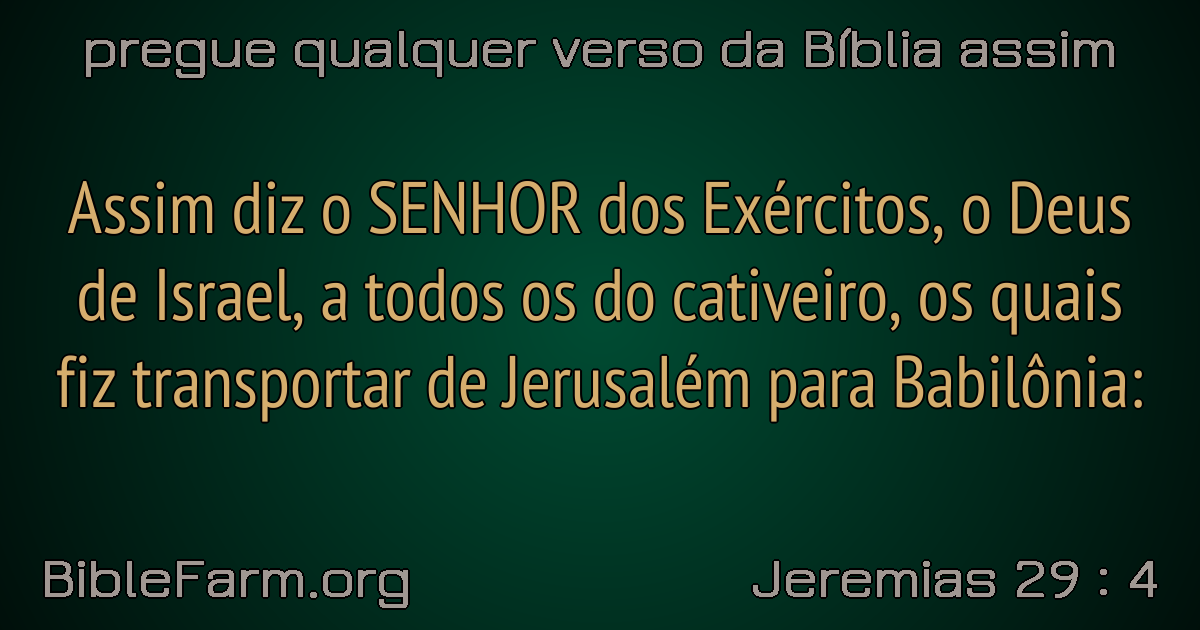 pregue qualquer verso da Bíblia assim
Assim diz o SENHOR dos Exércitos, o Deus
de Israel, a todos os do cativeiro, os quais
fiz transportar de Jerusalém para Babilônia:
BibleFarm.org
Jeremias 29 : 4